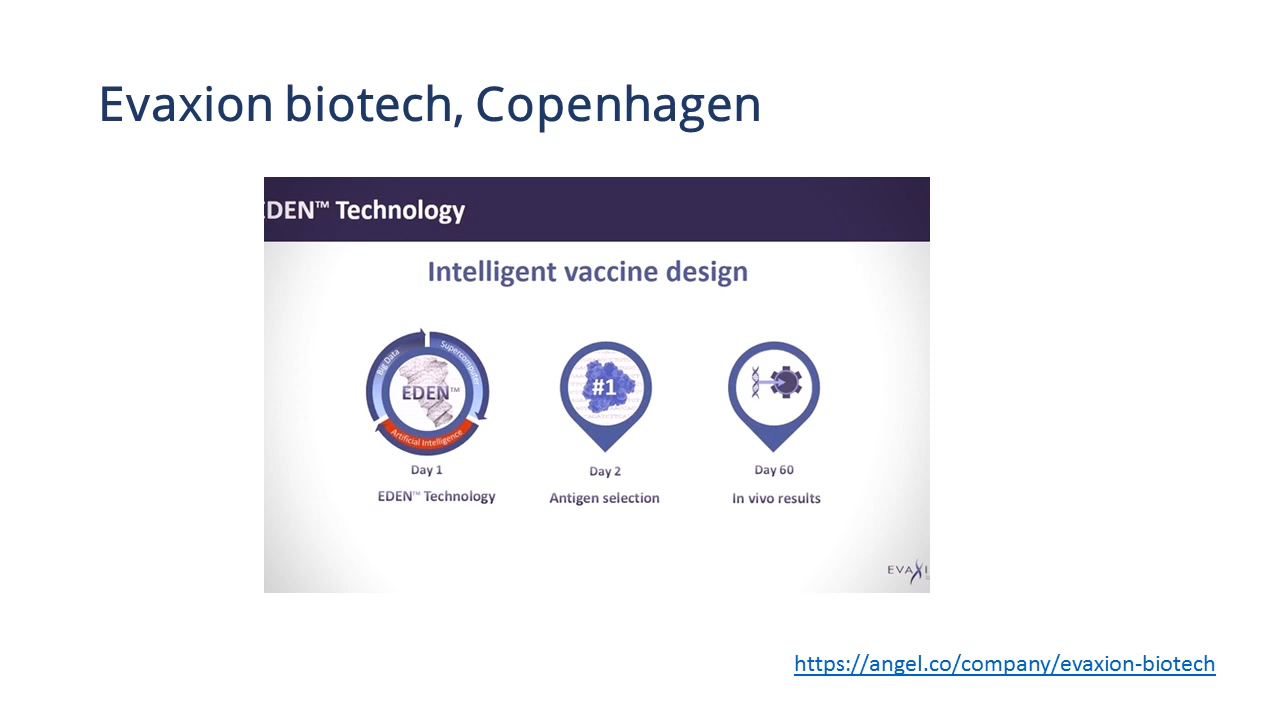 Evaxion biotech, Copenhagen
EDEN™ Technology
Intelligent vaccine design
Big Data
Supercomputer
EDEN™
Artificial Intelligence
#1
Day 1
Day 2
Day 60
EDEN™ Technology
Antigen selection
In vivo results
EVAXI
https://angel.co/company/evaxion-biotech